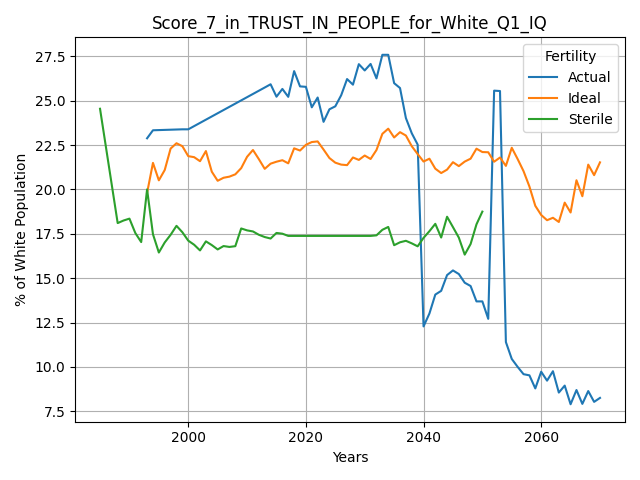 Score_7_in_TRUST_IN_PEOPLE_for_White_Q1_IQ
% of White Population
27.5
25.0
22.5
20.0
17.5
15.0
12.5
10.0
7.5
Fertility
Actual
Ideal
Sterile
2000 2020 2040 2060
Years